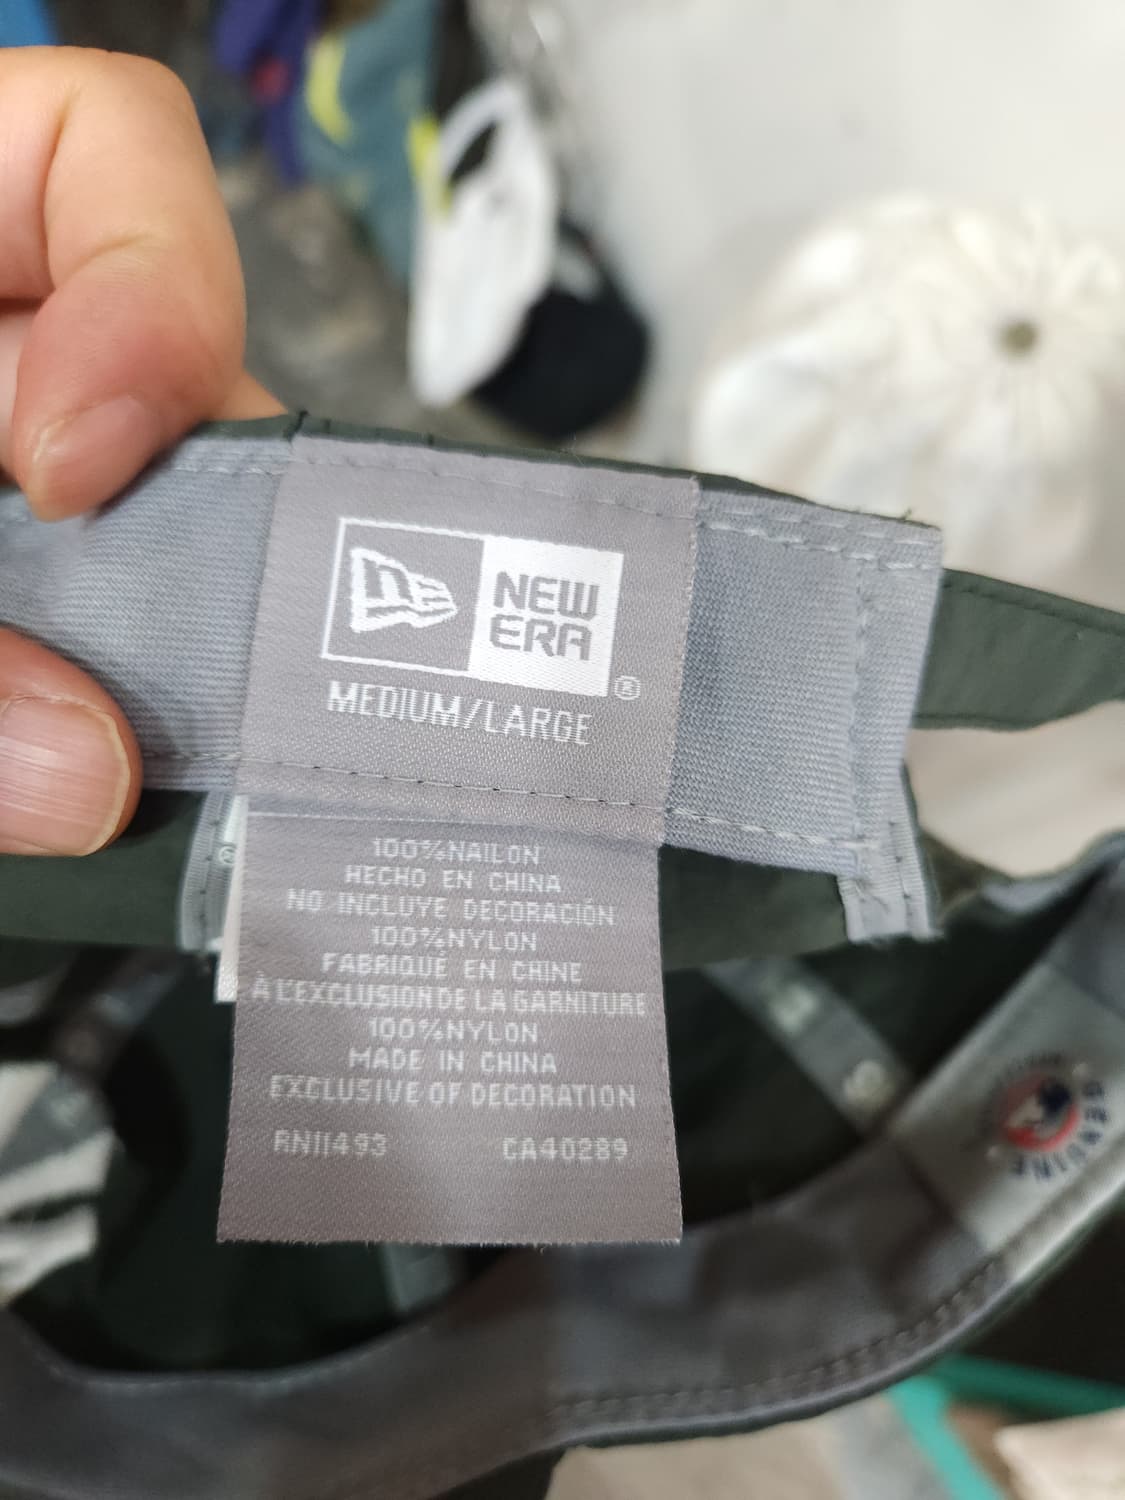 NEW
ERA
®
MEDIUM/LARGE
100%NAILON
HECHO EN CHINA
NO INCLUYE DECORACIÓN
100%NYLON
FABRIQUÉ EN CHINE
À L'EXCLUSION DE LA GARNITURE
100%NYLON
MADE IN CHINA
EXCLUSIVE OF DECORATION
RN11493 CA40289
GENUINE